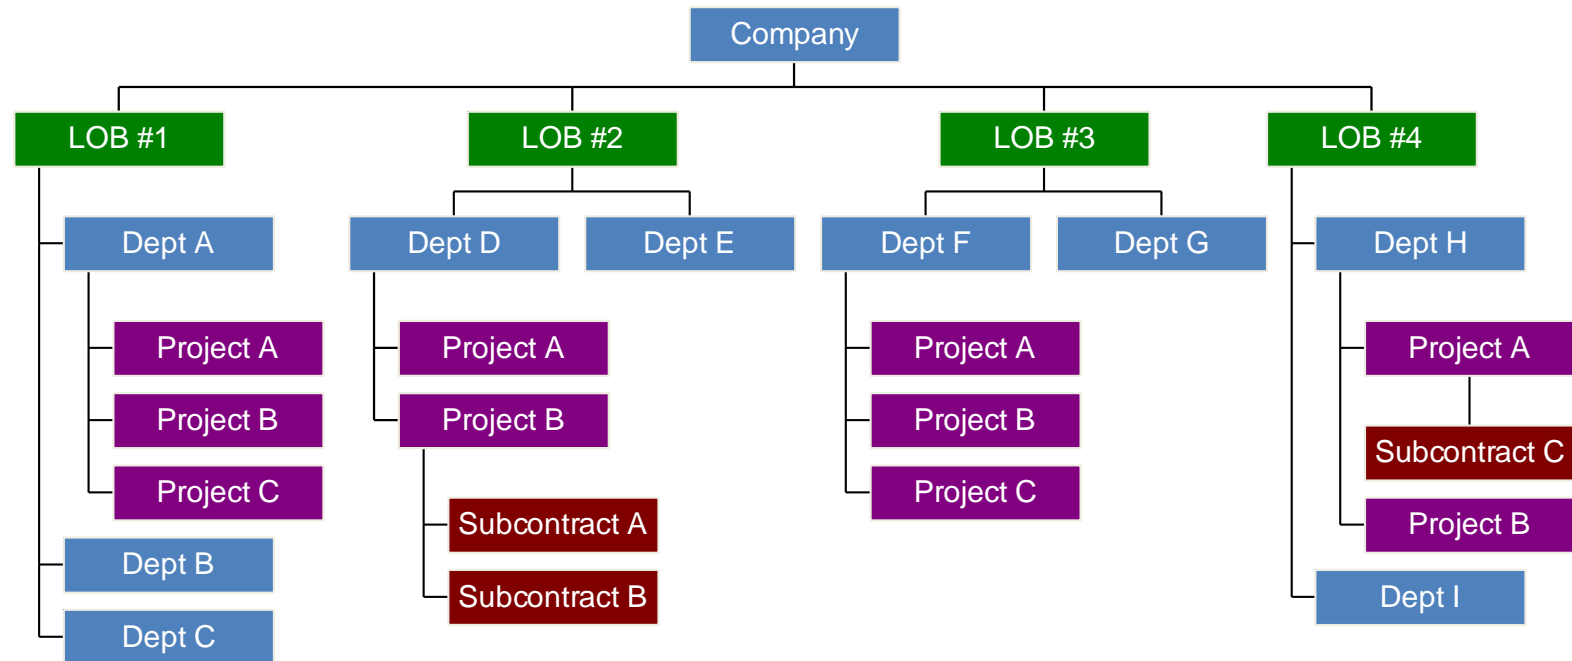 Company
LOB #1
LOB #2
LOB #3
LOB #4
Dept A
Dept D
Dept E
Dept F
Dept G
Dept H
Project A
Project A
Project A
Project A
Project B
Project B
Project B
Subcontract C
Project C
Project C
Subcontract A
Project B
Dept B
Subcontract B
Dept I
Dept C